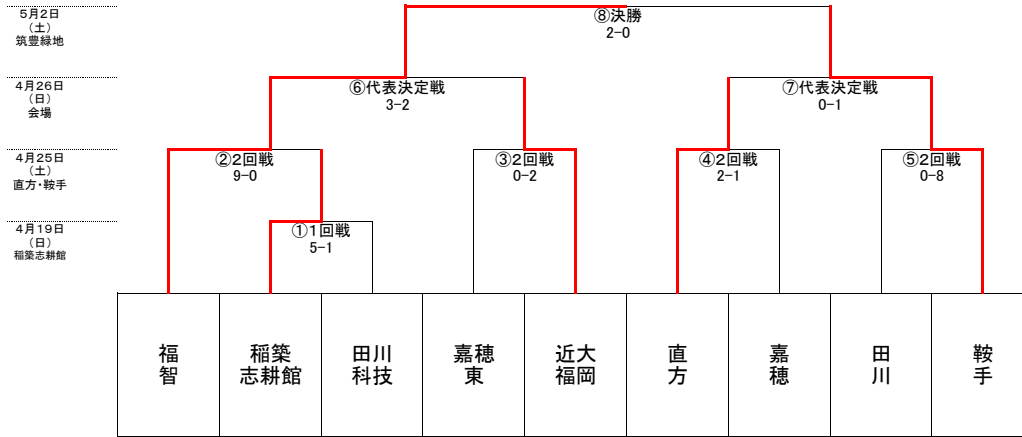 5月2日
(土)
筑豊緑地
⑧決勝
2-0
4月26日
(日)
会場
⑥代表決定戦
3-2
⑦代表決定戦
0-1
4月25日
(土)
直方・鞍手
②2回戦
9-0
③2回戦
0-2
④2回戦
2-1
⑤2回戦
0-8
4月19日
(日)
稲築志耕館
①1回戦
5-1
福
智
稲築
志耕館
田川
科技
嘉穂
東
近大
福岡
直
方
嘉
穂
田
川
鞍
手